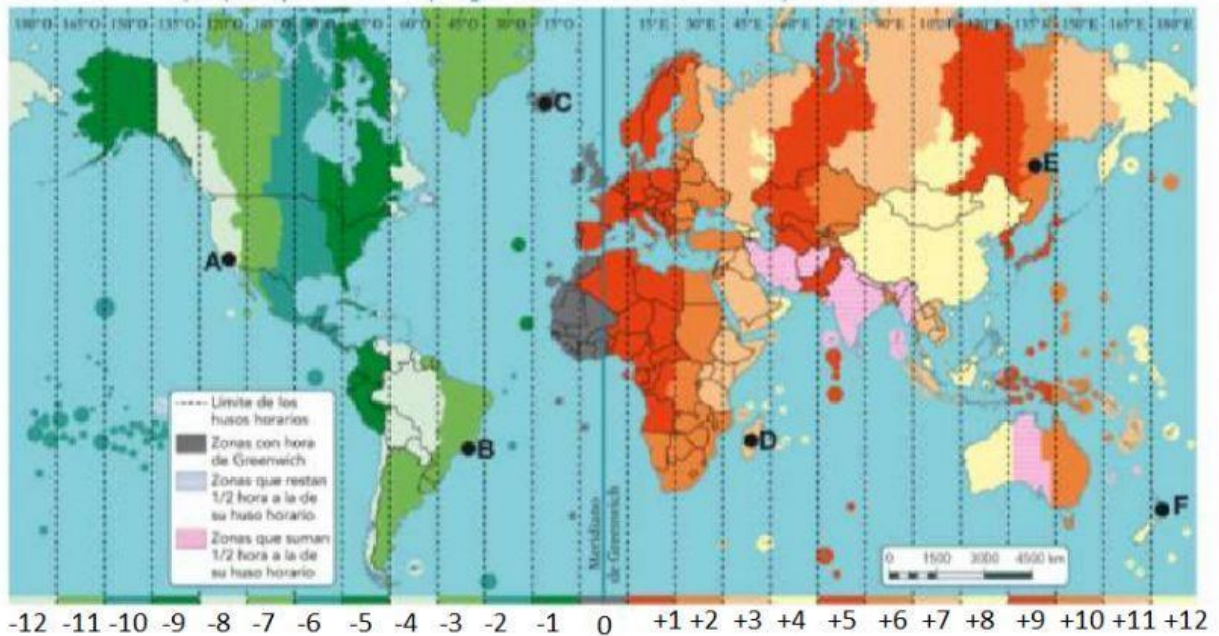 180°O 165°O 150°O 135°O 120°O 105°O 90°O 75°O 60°O 45°O 30°O 15°O 0° 15°E 30°E 45°E 60°E 75°E 90°E 105°E 120°E 135°E 150°E 165°E 180°E
C
E
A
B
D
F
Límite de los
husos horarios
Zonas con hora
de Greenwich
Zonas que restan
1/2 hora a la de
su huso horario
Zonas que suman
1/2 hora a la de
su huso horario
Meridiano
de Greenwich
0 1500 3000 4500 km
-12 -11 -10 -9 -8 -7 -6 -5 -4 -3 -2 -1 0 +1 +2 +3 +4 +5 +6 +7 +8 +9 +10 +11 +12